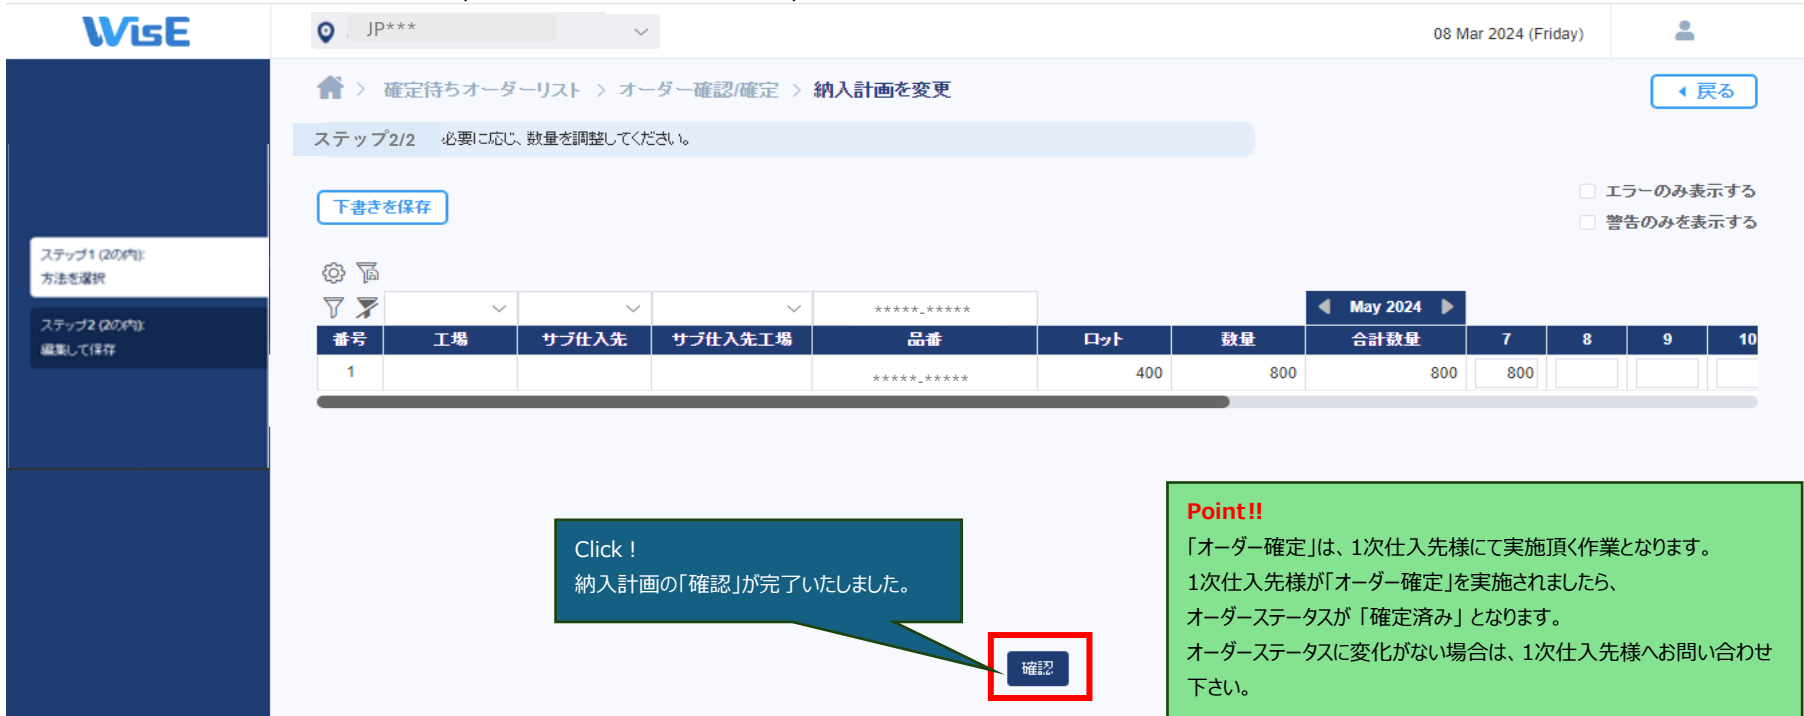 WisE
JP***
08 Mar 2024 (Friday)
確定待ちオーダーリスト > オーダー確認/確定 > 納入計画を変更
戻る
ステップ2/2 必要に応じ、数量を調整してください。
下書きを保存
エラーのみ表示する
警告のみを表示する
ステップ1 (2の内):
方法を選択
ステップ2 (2の内):
編集して保存
*****-*****
May 2024
番号 工場 サブ仕入先 サブ仕入先工場 品番 ロット 数量 合計数量 7 8 9 10
1 *****-***** 400 800 800 800
Click !
納入計画の「確認」が完了いたしました。
確認
Point!!
「オーダー確定」は、1次仕入先様にて実施頂く作業となります。
1次仕入先様が「オーダー確定」を実施されましたら、
オーダーステータスが「確定済み」となります。
オーダーステータスに変化がない場合は、1次仕入先様へお問い合わせ
下さい。